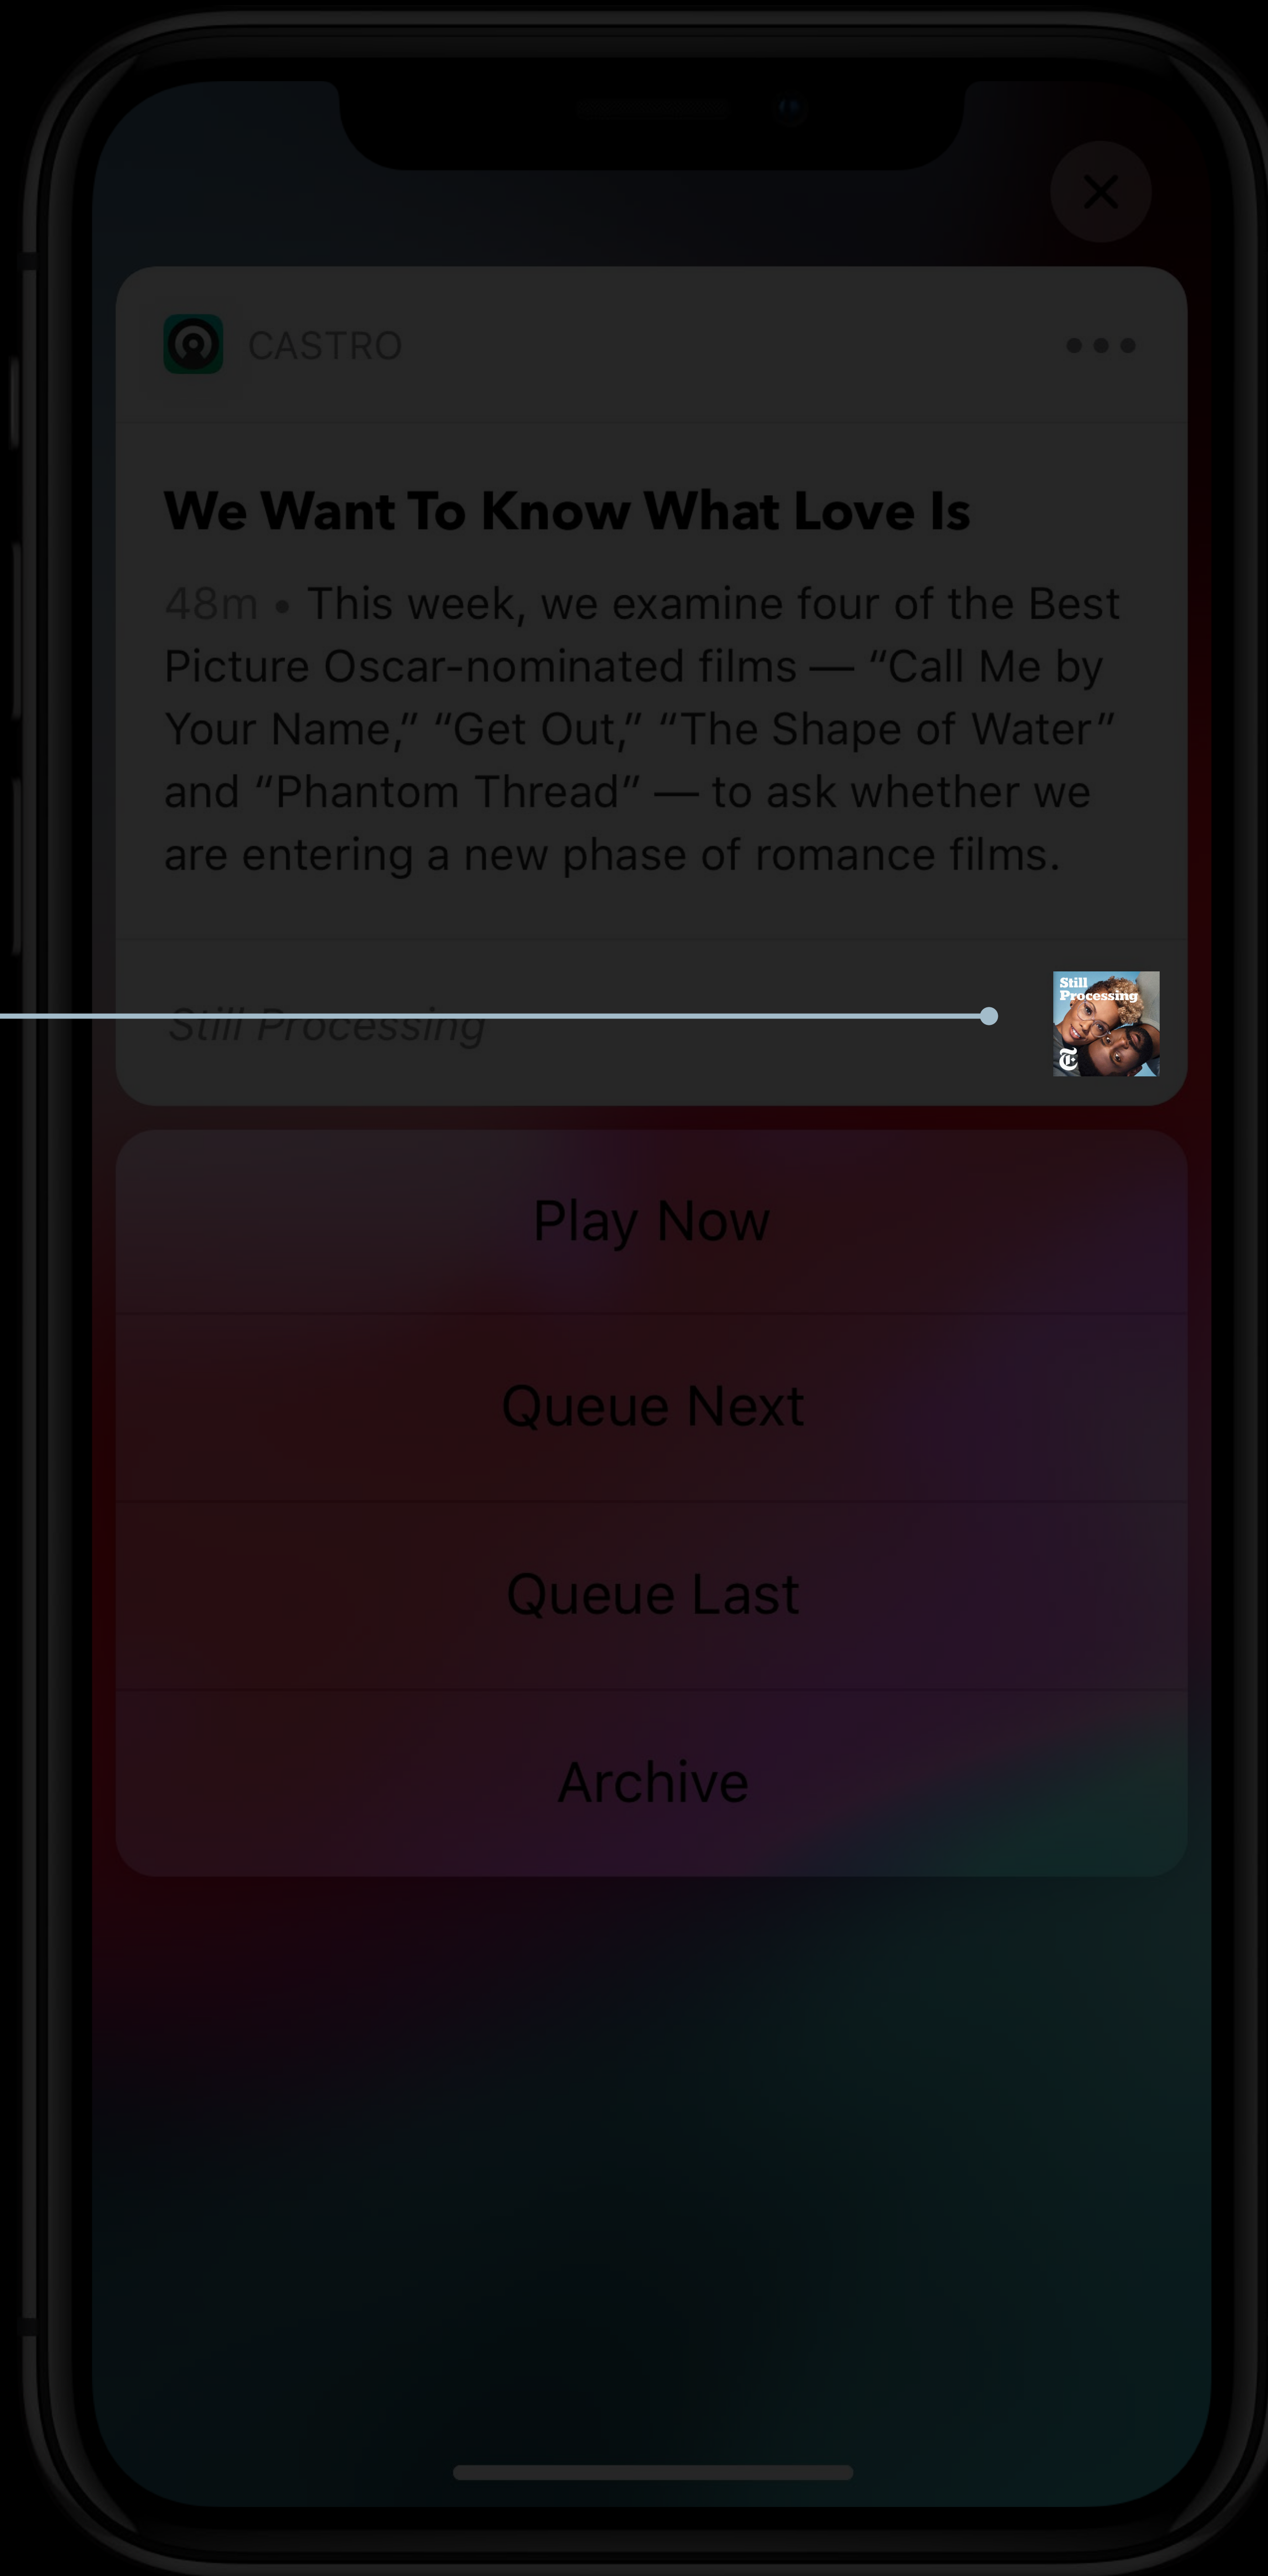 CASTRO
We Want To Know What Love Is
48m • This week, we examine four of the Best
Picture Oscar-nominated films — “Call Me by
Your Name,” “Get Out,” “The Shape of Water”
and “Phantom Thread” — to ask whether we
are entering a new phase of romance films.
Still Processing
Still
Processing
T
Play Now
Queue Next
Queue Last
Archive